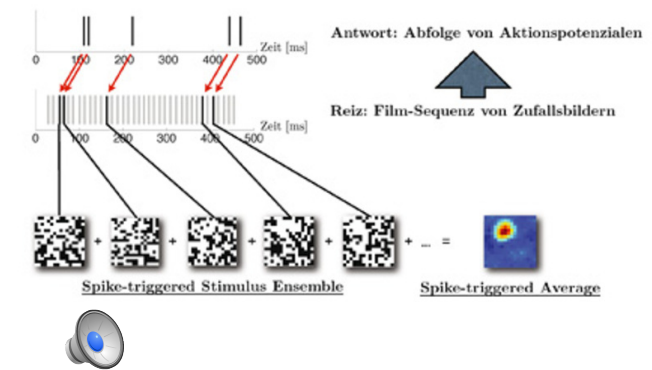 Zeit [ms]
0 100 200 300 400 500
Antwort: Abfolge von Aktionspotenzialen
Reiz: Film-Sequenz von Zufallsbildern
Zeit [ms]
0 100 200 300 400 500
+ + + + + ... =
Spike-triggered Stimulus Ensemble
Spike-triggered Average